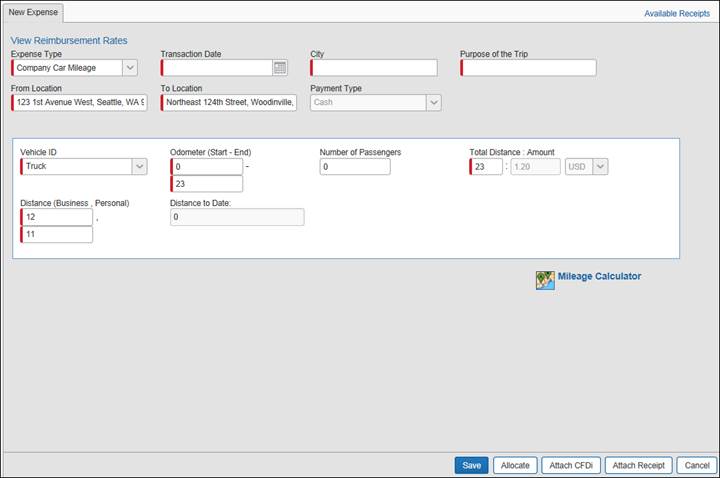 New Expense
Available Receipts
View Reimbursement Rates
Expense Type Transaction Date City Purpose of the Trip
Company Car Mileage
From Location To Location Payment Type
123 1st Avenue West, Seattle, WA 9 Northeast 124th Street, Woodinville, Cash
Vehicle ID Odometer (Start - End) Number of Passengers Total Distance : Amount
Truck 0 - 0 23 : 1.20 USD
23
Distance (Business , Personal) Distance to Date:
12 , 0
11
Mileage Calculator
Save Allocate Attach CFDi Attach Receipt Cancel